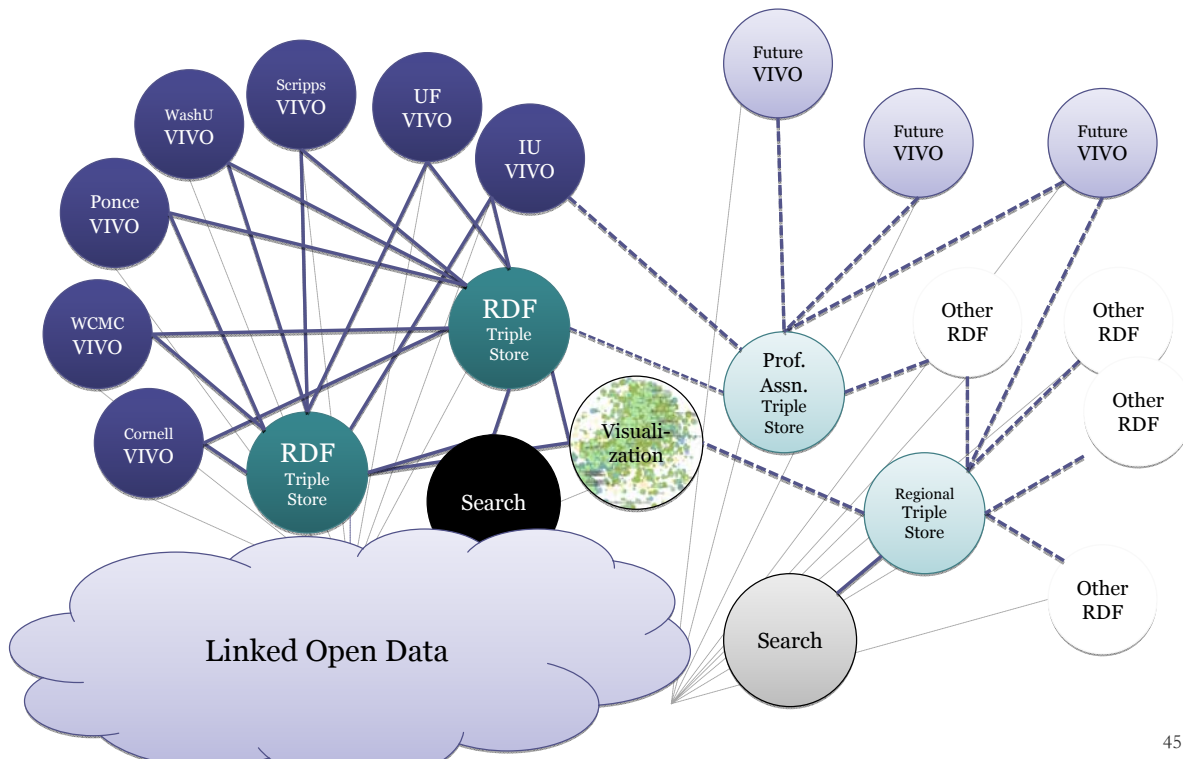 Future
VIVO
Scripps
VIVO
UF
VIVO
WashU
VIVO
IU
VIVO
Future
VIVO
Future
VIVO
Ponce
VIVO
RDF
Triple
Store
WCMC
VIVO
Other
RDF
Other
RDF
Prof.
Assn.
Triple
Store
Other
RDF
Cornell
VIVO
RDF
Triple
Store
Visuali-
zation
Search
Regional
Triple
Store
Other
RDF
Search
Linked Open Data
45